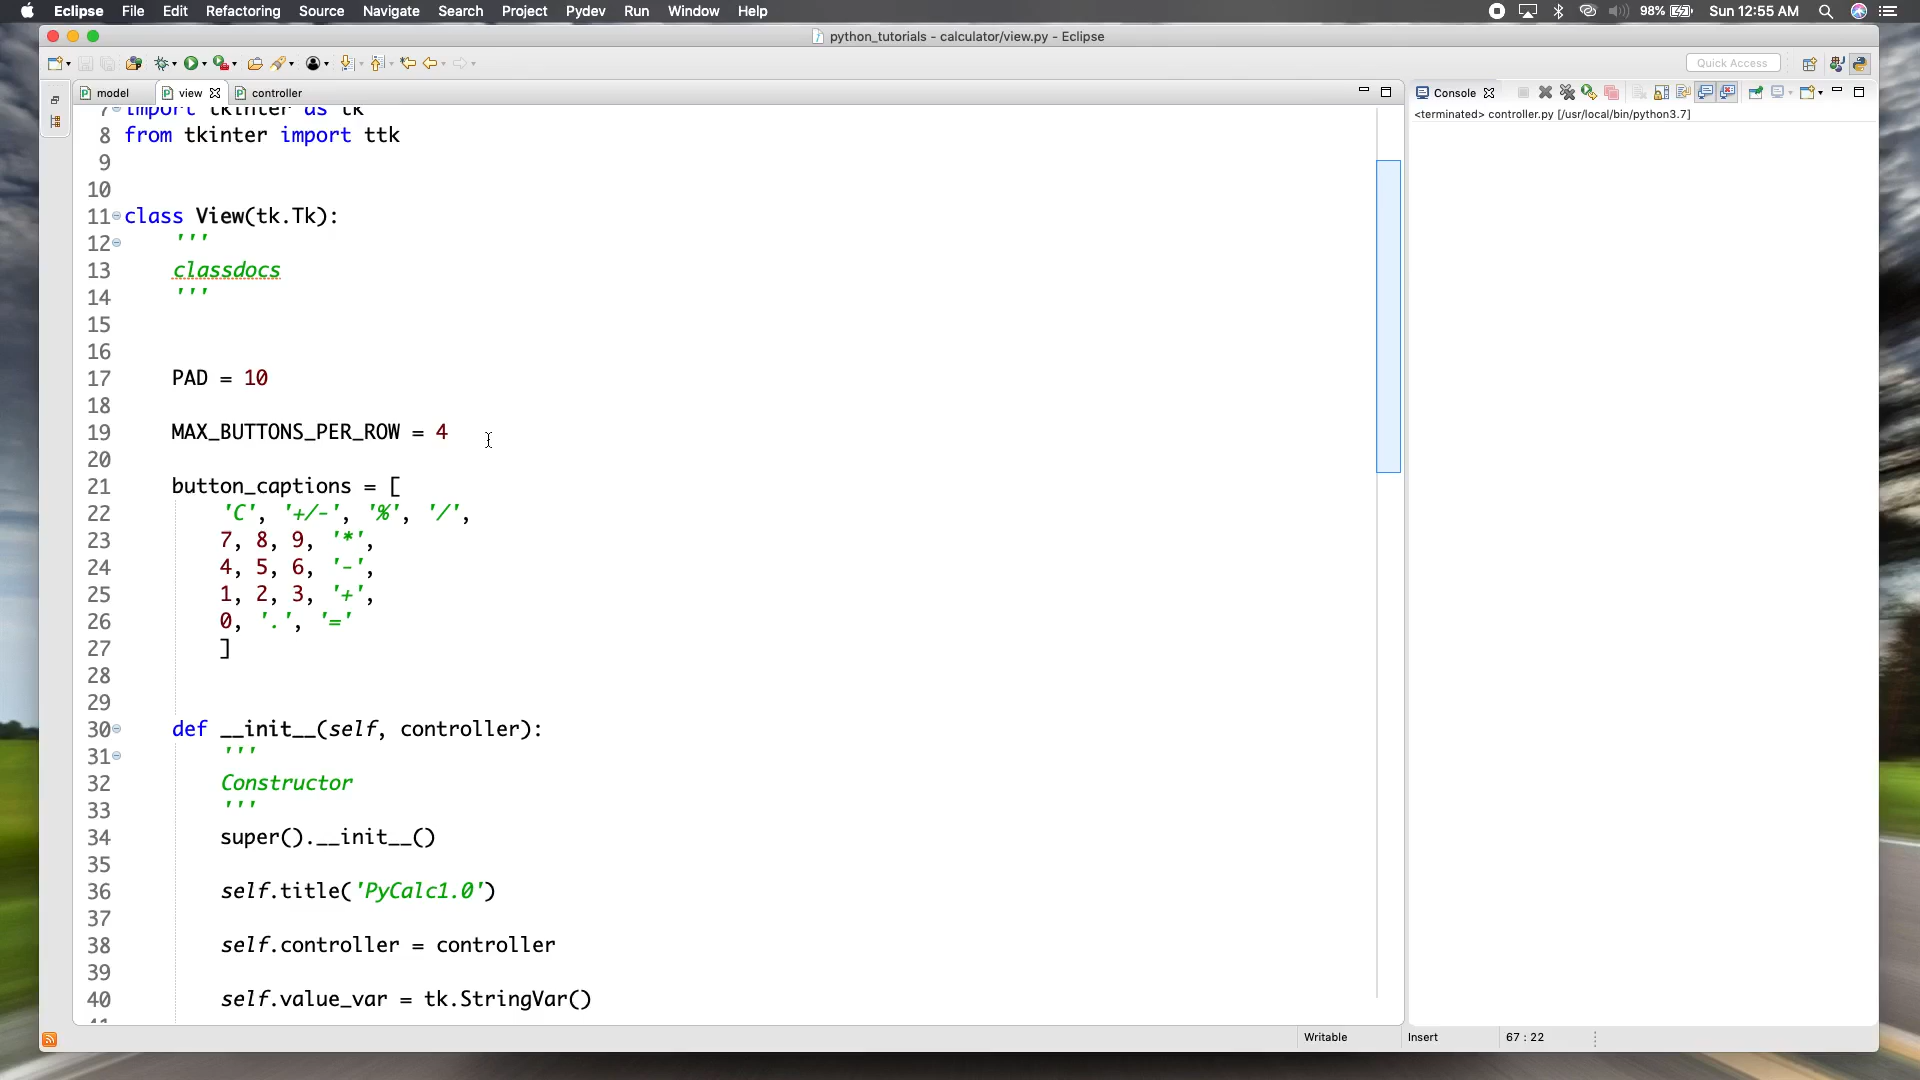 Eclipse File Edit Refactoring Source Navigate Search Project Pydev Run Window Help 98% Sun 12:55 AM
python_tutorials - calculator/view.py - Eclipse
Quick Access
model view controller Console
<terminated> controller.py [/usr/local/bin/python3.7]
7 import tkinter as tk
8 from tkinter import ttk
9
10
11 class View(tk.Tk):
12 '''
13 classdocs
14 '''
15
16
17 PAD = 10
18
19 MAX_BUTTONS_PER_ROW = 4
20
21 button_captions = [
22 'C', '+/-', '%', '/',
23 7, 8, 9, '*',
24 4, 5, 6, '-',
25 1, 2, 3, '+',
26 0, '.', '='
27 ]
28
29
30 def __init__(self, controller):
31 '''
32 Constructor
33 '''
34 super().__init__()
35
36 self.title('PyCalc1.0')
37
38 self.controller = controller
39
40 self.value_var = tk.StringVar()
41
Writable Insert 67 : 22